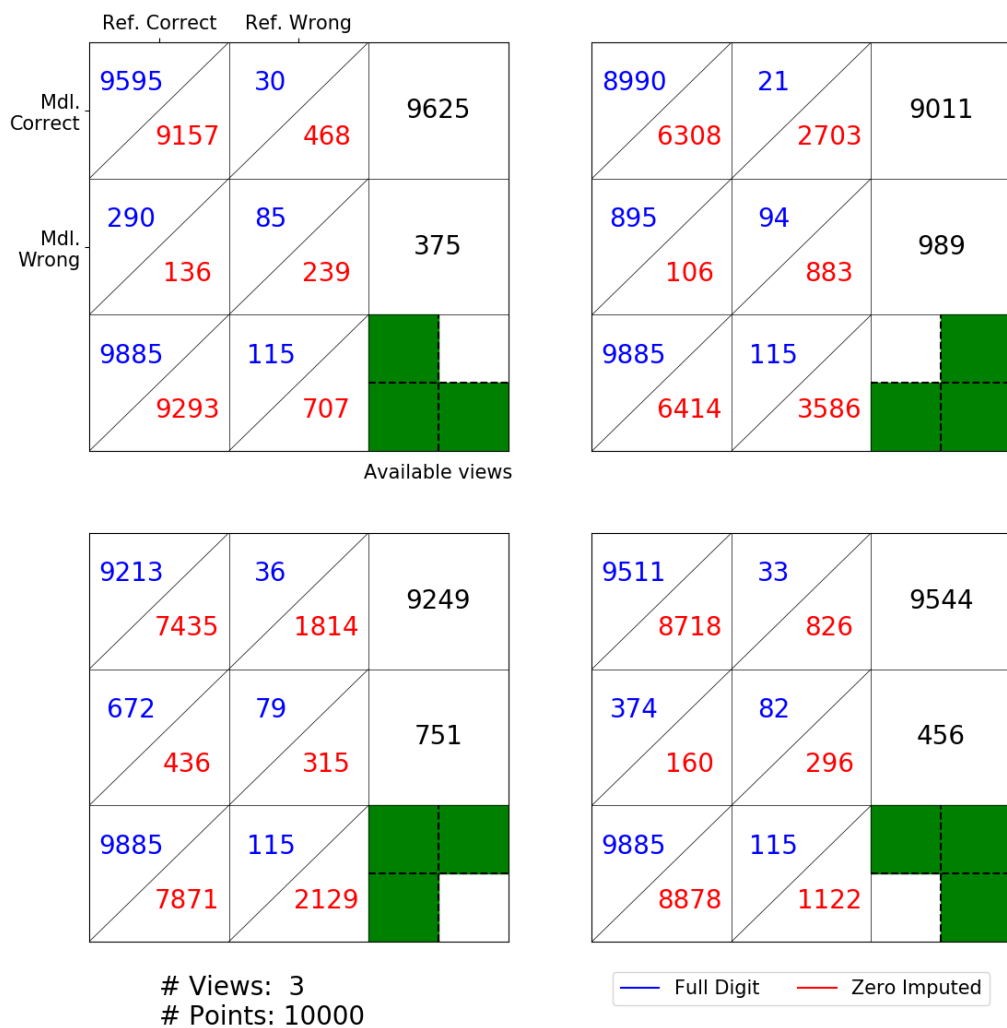 Ref. Correct Ref. Wrong
Mdl.
Correct
9595 30 9625
9157 468
Mdl.
Wrong
290 85 375
136 239
9885 115
9293 707
Available views
8990 21 9011
6308 2703
895 94 989
106 883
9885 115
6414 3586
9213 36 9249
7435 1814
672 79 751
436 315
9885 115
7871 2129
9511 33 9544
8718 826
374 82 456
160 296
9885 115
8878 1122
# Views: 3
# Points: 10000
Full Digit Zero Imputed